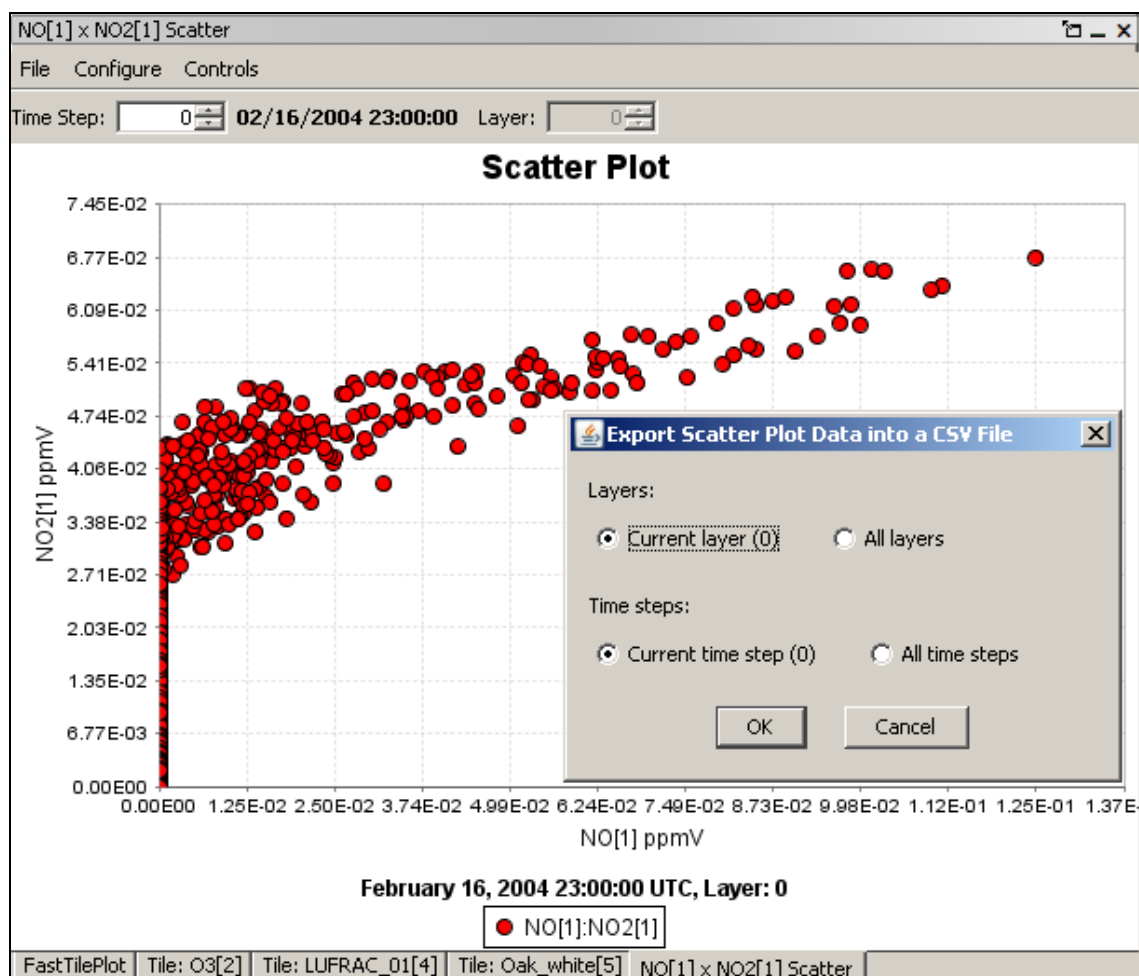 NO[1] x NO2[1] Scatter
File Configure Controls
Time Step: 0 02/16/2004 23:00:00 Layer: 0
Scatter Plot
7.45E-02
6.77E-02
6.09E-02
5.41E-02
4.74E-02
4.06E-02
3.38E-02
2.71E-02
2.03E-02
1.35E-02
6.77E-03
0.00E00
NO2[1] ppmV
Export Scatter Plot Data into a CSV File
Layers:
Current layer (0) All layers
Time steps:
Current time step (0) All time steps
OK Cancel
0.00E00 1.25E-02 2.50E-02 3.74E-02 4.99E-02 6.24E-02 7.49E-02 8.73E-02 9.98E-02 1.12E-01 1.25E-01 1.37E-
NO[1] ppmV
February 16, 2004 23:00:00 UTC, Layer: 0
NO[1]:NO2[1]
FastTilePlot Tile: O3[2] Tile: LUFRAC_01[4] Tile: Oak_white[5] NO[1] x NO2[1] Scatter